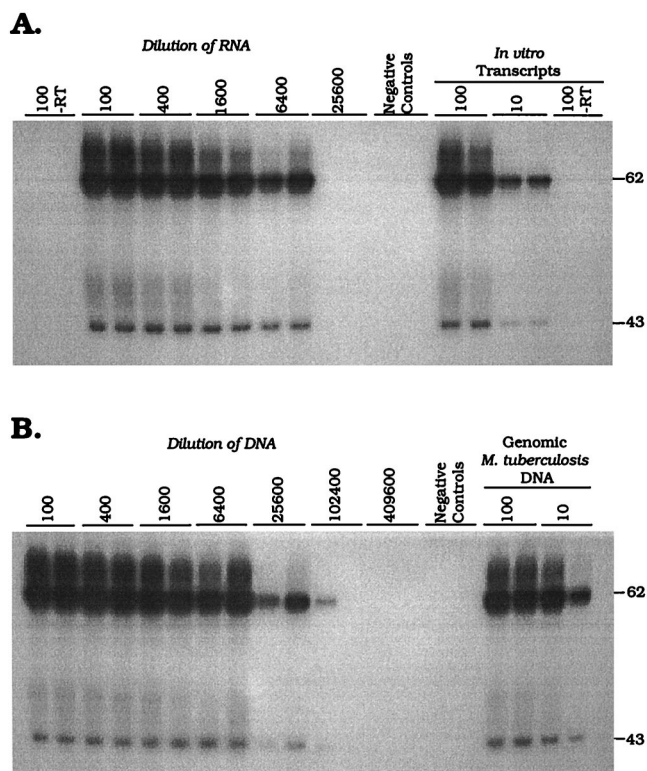 A.
Dilution of RNA
In vitro
Transcripts
100
-RT
100
400
1600
6400
25600
Negative
Controls
100
10
100
-RT
-62
-43
B.
Dilution of DNA
Genomic
M. tuberculosis
DNA
100
400
1600
6400
25600
102400
409600
Negative
Controls
100
10
-62
-43